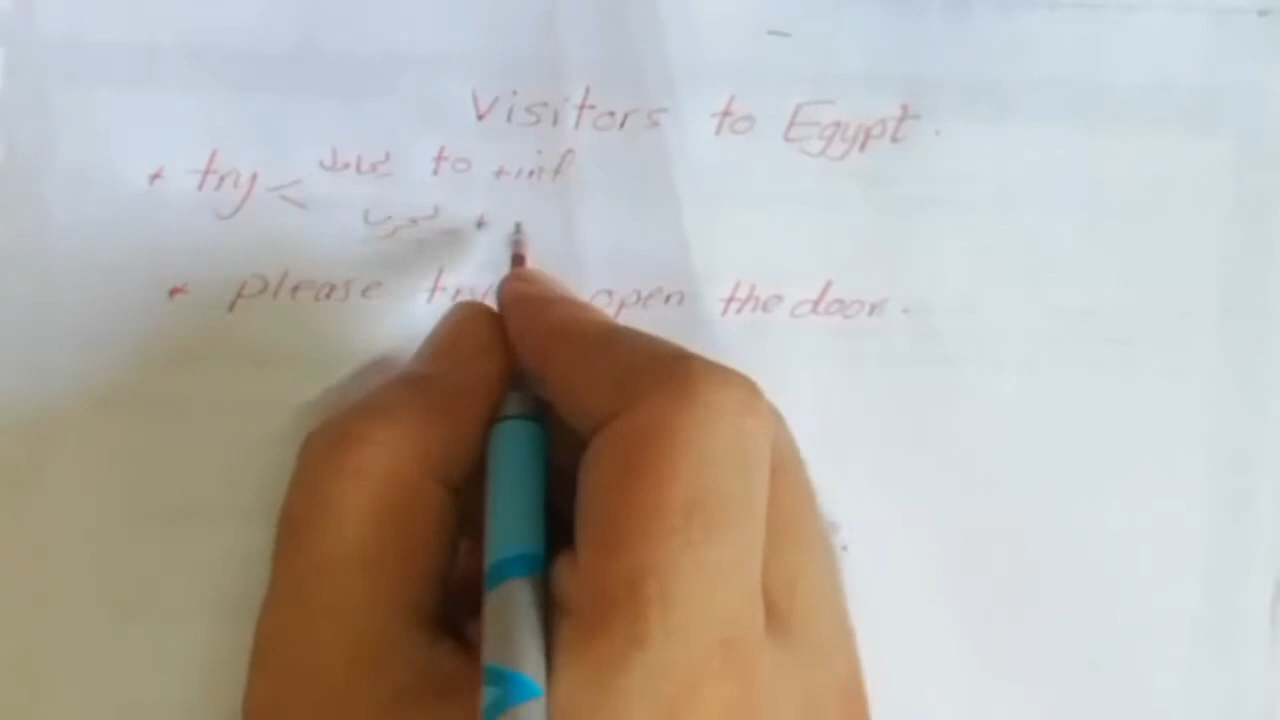 Visitors to Egypt.
* try < يحاول to +inf
يجرب +
* please try open the door.